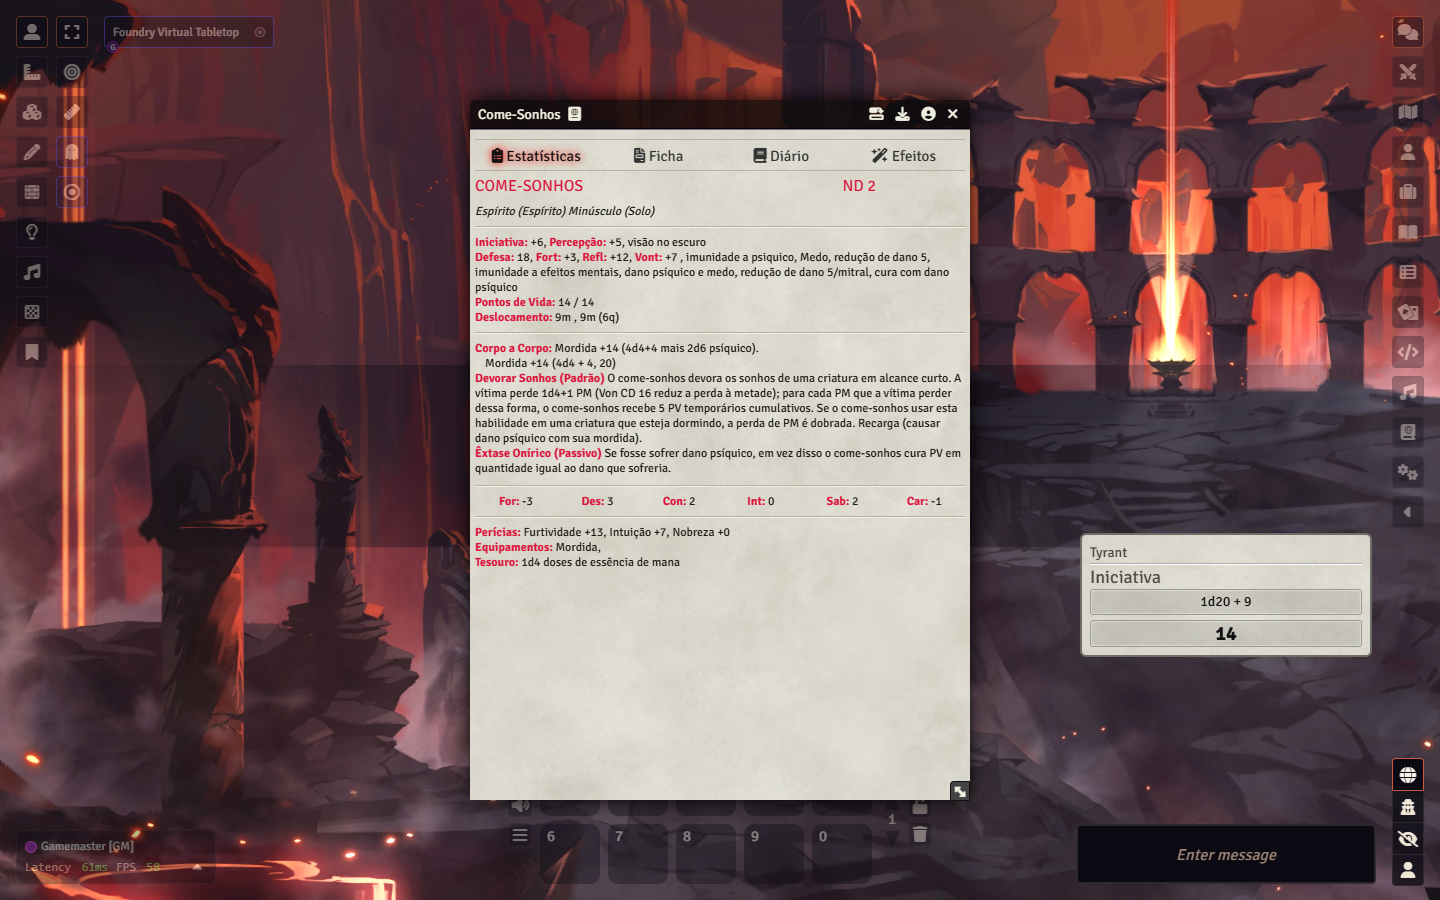 Foundry Virtual Tabletop
G
Come-Sonhos
Estatísticas
Ficha
Diário
Efeitos
COME-SONHOS
ND 2
Espírito (Espírito) Minúsculo (Solo)
Iniciativa: +6, Percepção: +5, visão no escuro
Defesa: 18, Fort: +3, Refl: +12, Vont: +7 , imunidade a psiquico, Medo, redução de dano 5,
imunidade a efeitos mentais, dano psíquico e medo, redução de dano 5/mitral, cura com dano
psíquico
Pontos de Vida: 14 / 14
Deslocamento: 9m , 9m (6q)
Corpo a Corpo: Mordida +14 (4d4+4 mais 2d6 psíquico).
Mordida +14 (4d4 + 4, 20)
Devorar Sonhos (Padrão) O come-sonhos devora os sonhos de uma criatura em alcance curto. A
vítima perde 1d4+1 PM (Von CD 16 reduz a perda à metade); para cada PM que a vítima perder
dessa forma, o come-sonhos recebe 5 PV temporários cumulativos. Se o come-sonhos usar esta
habilidade em uma criatura que esteja dormindo, a perda de PM é dobrada. Recarga (causar
dano psíquico com sua mordida).
Êxtase Onírico (Passivo) Se fosse sofrer dano psíquico, em vez disso o come-sonhos cura PV em
quantidade igual ao dano que sofreria.
For: -3
Des: 3
Con: 2
Int: 0
Sab: 2
Car: -1
Perícias: Furtividade +13, Intuição +7, Nobreza +0
Equipamentos: Mordida,
Tesouro: 1d4 doses de essência de mana
Tyrant
Iniciativa
1d20 + 9
14
1
6
7
8
9
0
Gamemaster [GM]
Latency 61ms FPS 58
Enter message